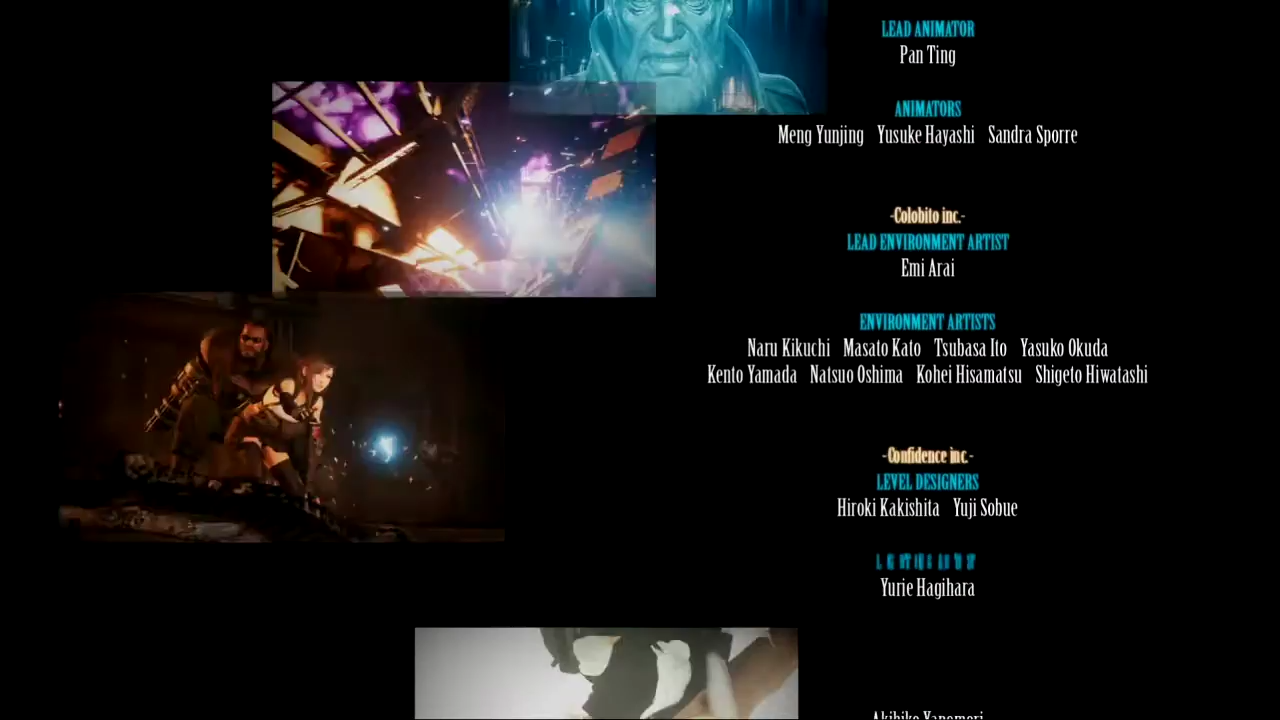 LEAD ANIMATOR
Pan Ting
ANIMATORS
Meng Yunjing Yusuke Hayashi Sandra Sporre
-Colobito inc.-
LEAD ENVIRONMENT ARTIST
Emi Arai
ENVIRONMENT ARTISTS
Naru Kikuchi Masato Kato Tsubasa Ito Yasuko Okuda
Kento Yamada Natsuo Oshima Kohei Hisamatsu Shigeto Hiwatashi
-Confidence inc.-
LEVEL DESIGNERS
Hiroki Kakishita Yuji Sobue
Yurie Hagihara